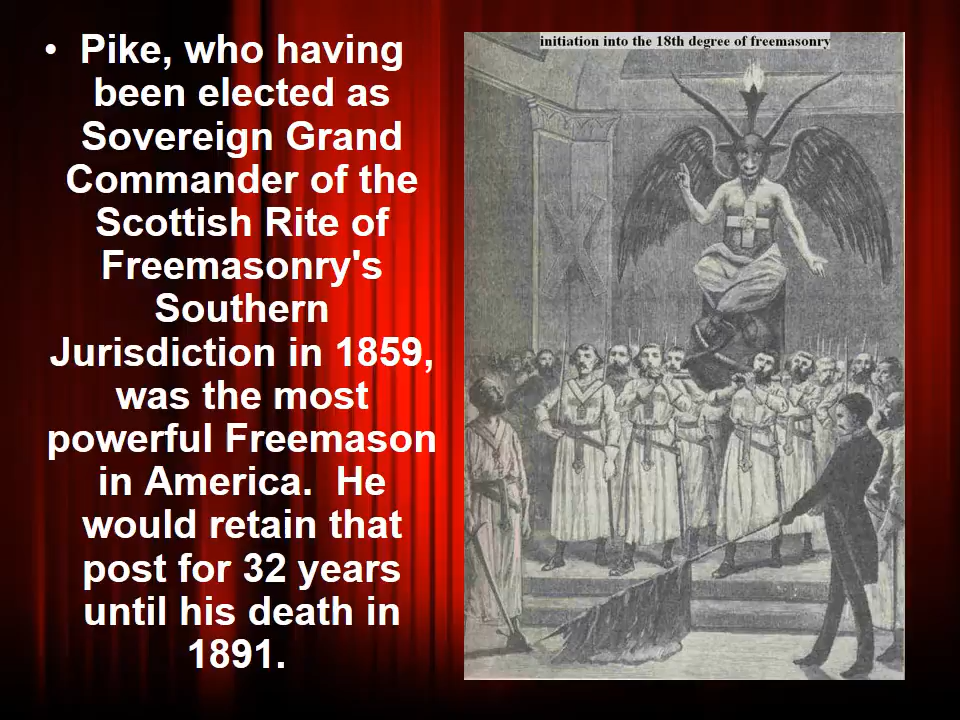 • Pike, who having
been elected as
Sovereign Grand
Commander of the
Scottish Rite of
Freemasonry's
Southern
Jurisdiction in 1859,
was the most
powerful Freemason
in America.  He
would retain that
post for 32 years
until his death in
1891.
initiation into the 18th degree of freemasonry